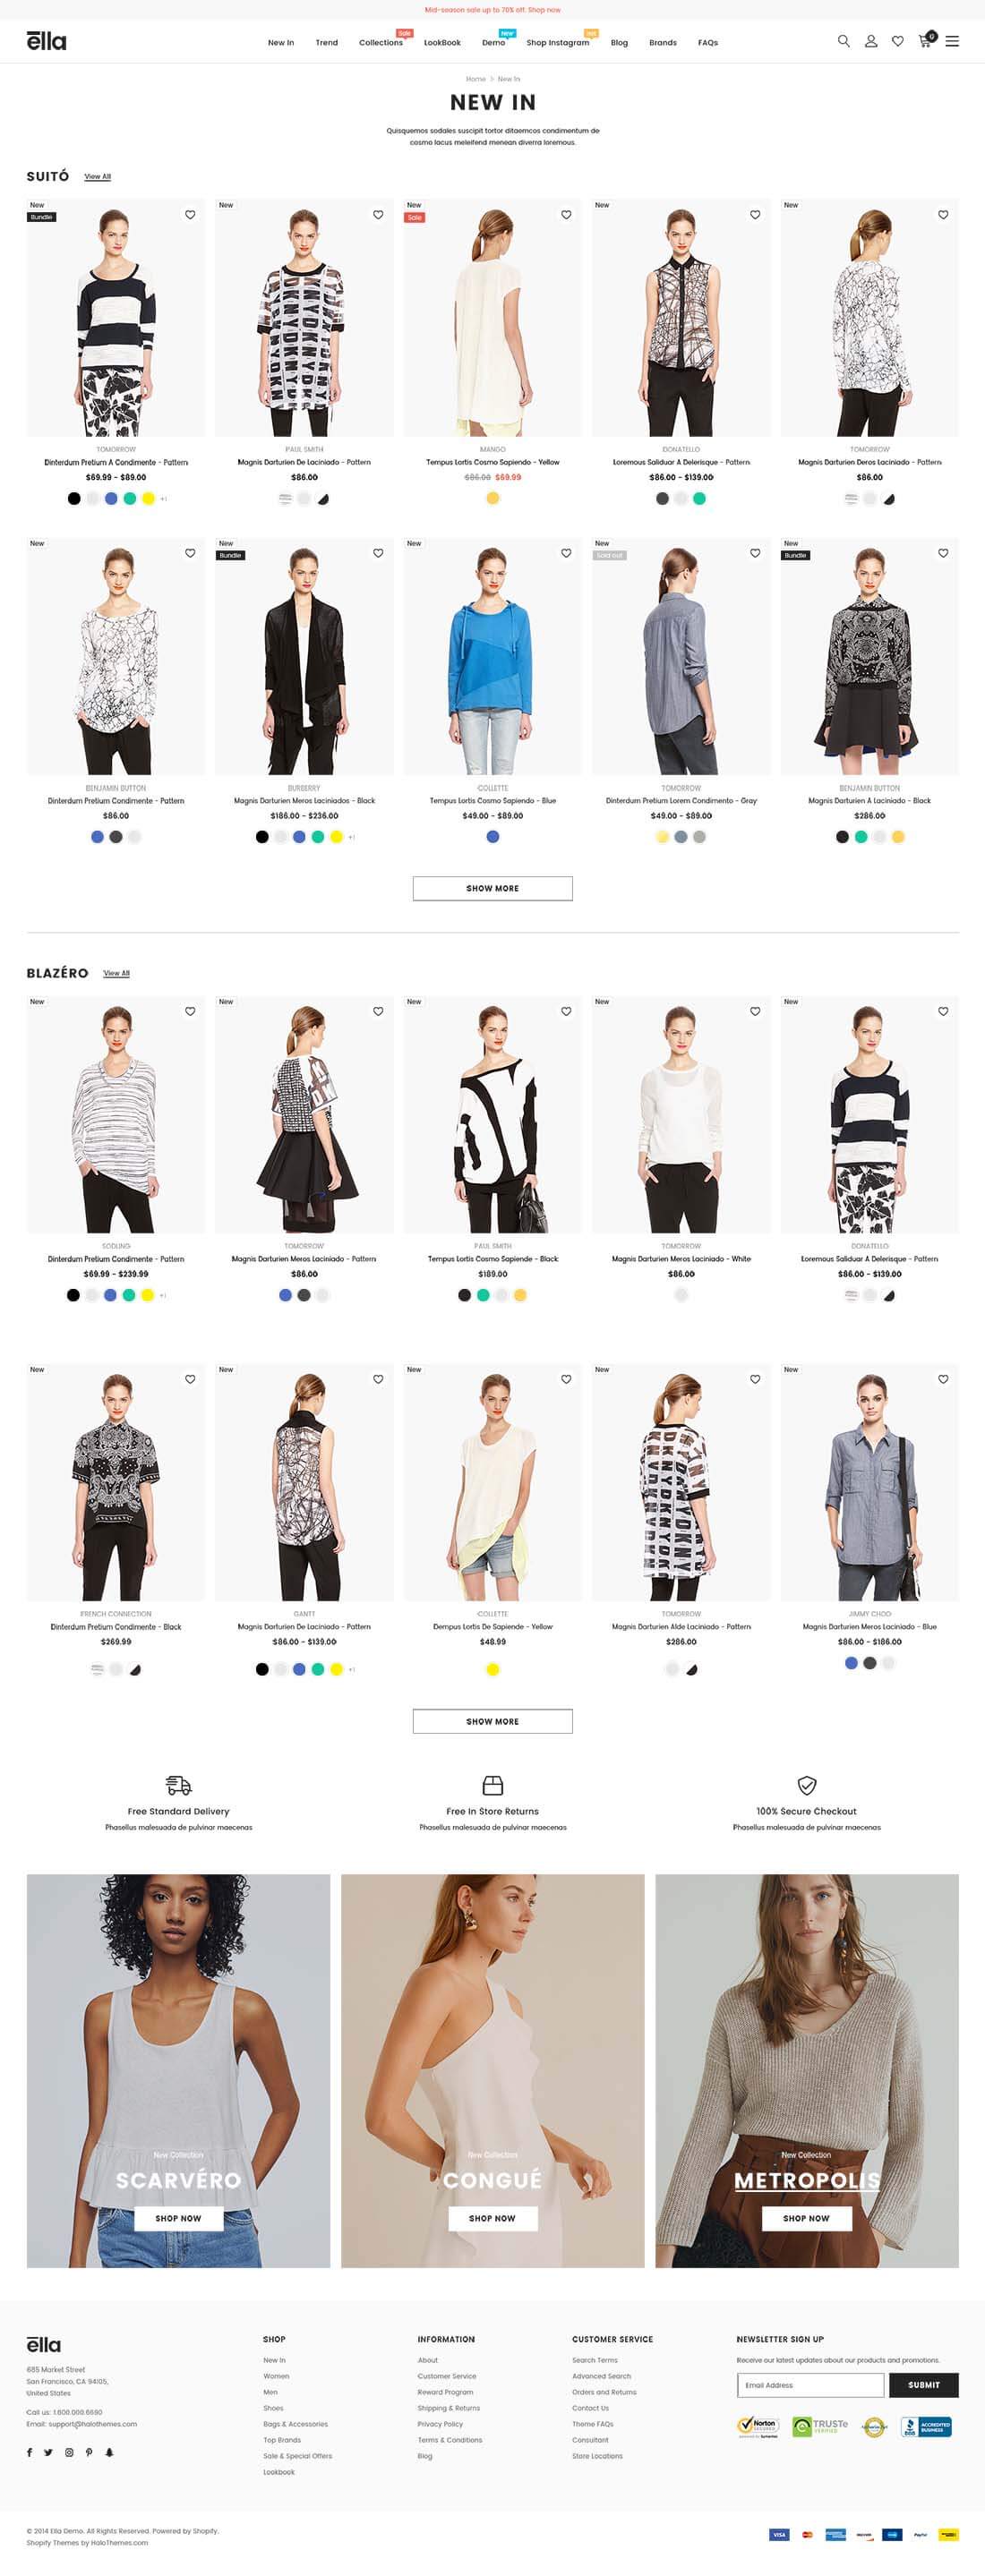 Mid-season sale up to 70% off. Shop now
ella
New In
Trend
Collections
Sale
LookBook
Demo
New
Shop Instagram
Blog
Brands
FAQs
0
Home > New In
NEW IN
Quisquemos sodales suscipit tortor ditaemcos condimentum de
cosmo lacus meleifend menean diverra loremous.
SUITÓ
View All
New
Bundle
New
New
Sale
New
New
TOMORROW
Dinterdum Pretium A Condimente - Pattern
$69.99 - $89.00
+1
PAUL SMITH
Magnis Darturien De Laciniado - Pattern
$86.00
MANGO
Tempus Lortis Cosmo Sapiendo - Yellow
$86.00 $69.99
DONATELLO
Loremous Saliduar A Delerisque - Pattern
$86.00 - $139.00
TOMORROW
Magnis Darturien Deros Laciniado - Pattern
$86.00
New
New
Bundle
New
New
Sold out
New
Bundle
BENJAMIN BUTTON
Dinterdum Pretium Condimente - Pattern
$86.00
BURBERRY
Magnis Darturien Meros Laciniados - Black
$186.00 - $236.00
+1
COLLETTE
Tempus Lortis Cosmo Sapiendo - Blue
$49.00 - $89.00
TOMORROW
Dinterdum Pretium Lorem Condimento - Gray
$49.00 - $89.00
BENJAMIN BUTTON
Magnis Darturien A Laciniado - Black
$286.00
SHOW MORE
BLAZÉRO
View All
New
New
New
New
New
SODLING
Dinterdum Pretium Condimente - Pattern
$69.99 - $239.99
+1
TOMORROW
Magnis Darturien Meros Laciniado - Pattern
$86.00
PAUL SMITH
Tempus Lortis Cosmo Sapiende - Black
$189.00
TOMORROW
Magnis Darturien Meros Laciniado - White
$86.00
DONATELLO
Loremous Saliduar A Delerisque - Pattern
$86.00 - $139.00
New
New
New
New
New
FRENCH CONNECTION
Dinterdum Pretium Condimente - Black
$269.99
GANTT
Magnis Darturien De Laciniado - Pattern
$86.00 - $139.00
+1
COLLETTE
Dempus Lortis De Sapiende - Yellow
$48.99
TOMORROW
Magnis Darturien Alde Laciniado - Pattern
$286.00
JIMMY CHOO
Magnis Darturien Meros Laciniado - Blue
$86.00 - $186.00
SHOW MORE
Free Standard Delivery
Phasellus malesuada de pulvinar maecenas
Free In Store Returns
Phasellus malesuada de pulvinar maecenas
100% Secure Checkout
Phasellus malesuada de pulvinar maecenas
New Collection
SCARVÉRO
SHOP NOW
New Collection
CONGUÉ
SHOP NOW
New Collection
METROPOLIS
SHOP NOW
ella
685 Market Street
San Francisco, CA 94105,
United States
Call us: 1.800.000.6690
Email: support@halothemes.com
SHOP
New In
Women
Men
Shoes
Bags & Accessories
Top Brands
Sale & Special Offers
Lookbook
INFORMATION
About
Customer Service
Reward Program
Shipping & Returns
Privacy Policy
Terms & Conditions
Blog
CUSTOMER SERVICE
Search Terms
Advanced Search
Orders and Returns
Contact Us
Theme FAQs
Consultant
Store Locations
NEWSLETTER SIGN UP
Receive our latest updates about our products and promotions.
Email Address
SUBMIT
Norton
SECURED
powered by Symantec
TRUSTe
VERIFIED
BBB
ACCREDITED
BUSINESS
© 2014 Ella Demo. All Rights Reserved. Powered by Shopify.
Shopify Themes by HaloThemes.com
VISA
PayPal